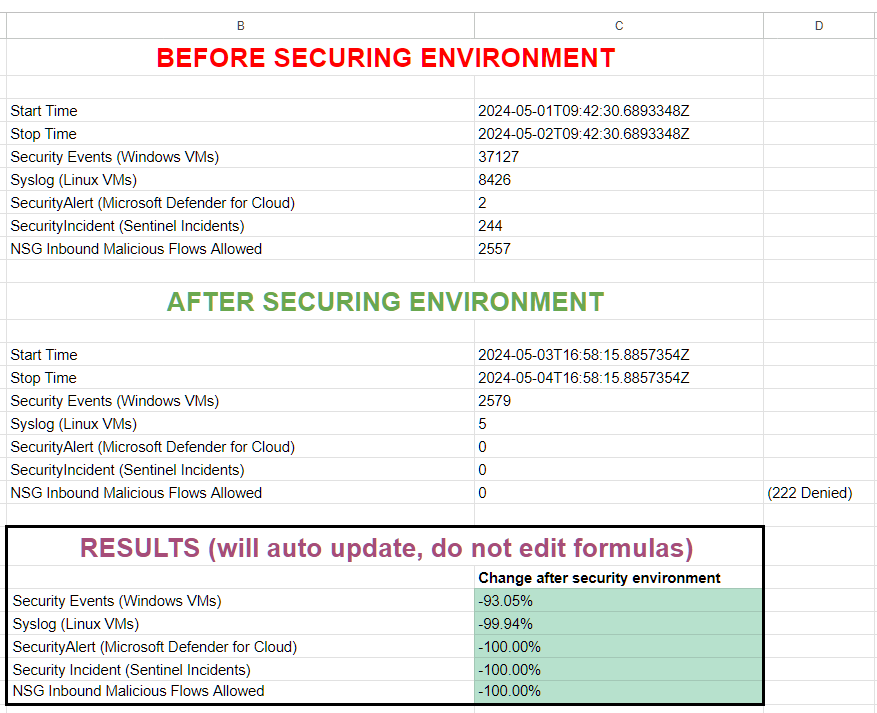 B C D
BEFORE SECURING ENVIRONMENT
Start Time 2024-05-01T09:42:30.6893348Z
Stop Time 2024-05-02T09:42:30.6893348Z
Security Events (Windows VMs) 37127
Syslog (Linux VMs) 8426
SecurityAlert (Microsoft Defender for Cloud) 2
SecurityIncident (Sentinel Incidents) 244
NSG Inbound Malicious Flows Allowed 2557
AFTER SECURING ENVIRONMENT
Start Time 2024-05-03T16:58:15.8857354Z
Stop Time 2024-05-04T16:58:15.8857354Z
Security Events (Windows VMs) 2579
Syslog (Linux VMs) 5
SecurityAlert (Microsoft Defender for Cloud) 0
SecurityIncident (Sentinel Incidents) 0
NSG Inbound Malicious Flows Allowed 0 (222 Denied)
RESULTS (will auto update, do not edit formulas)
Change after security environment
Security Events (Windows VMs) -93.05%
Syslog (Linux VMs) -99.94%
SecurityAlert (Microsoft Defender for Cloud) -100.00%
Security Incident (Sentinel Incidents) -100.00%
NSG Inbound Malicious Flows Allowed -100.00%